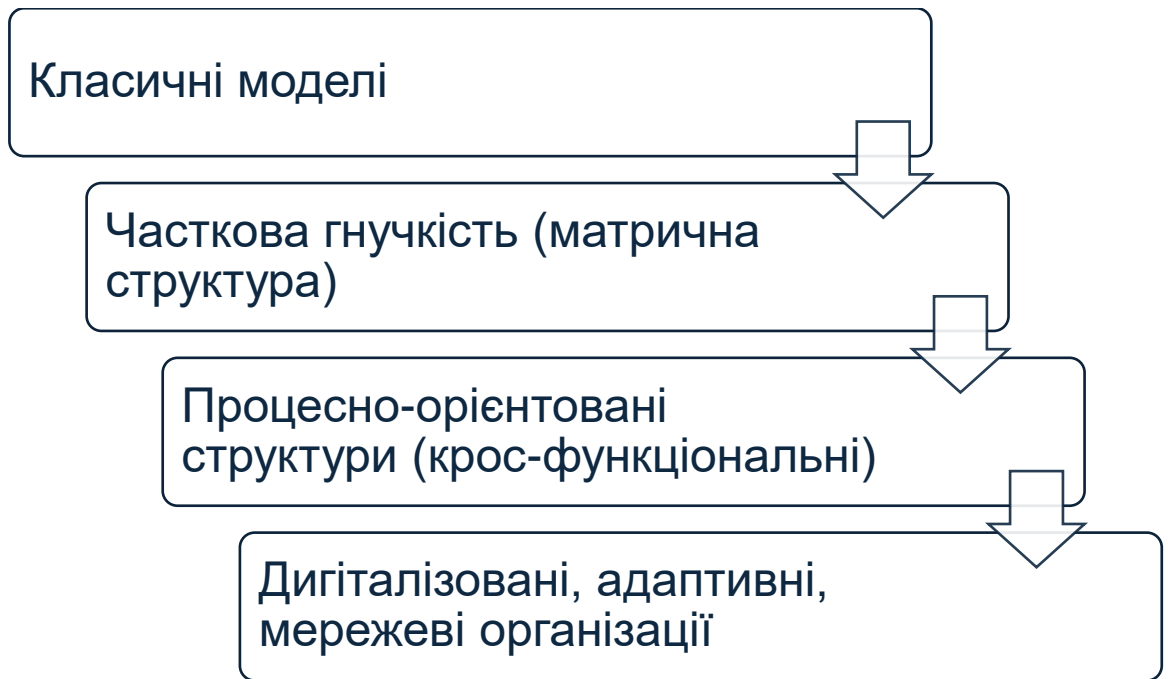 Класичні моделі
Часткова гнучкість (матрична
структура)
Процесно-орієнтовані
структури (крос-функціональні)
Дигіталізовані, адаптивні,
мережеві організації